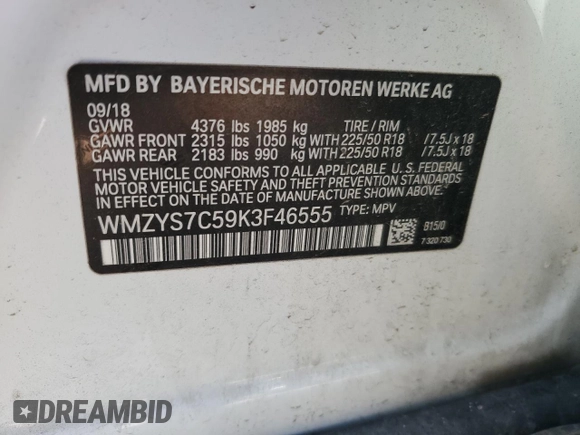 MFD BY BAYERISCHE MOTOREN WERKE AG
09/18
GVWR 4376 lbs 1985 kg TIRE / RIM
GAWR FRONT 2315 lbs 1050 kg WITH 225/50 R18 /7.5J x 18
GAWR REAR 2183 lbs 990 kg WITH 225/50 R18 /7.5J x 18
THIS VEHICLE CONFORMS TO ALL APPLICABLE U.S. FEDERAL
MOTOR VEHICLE SAFETY, BUMPER, AND THEFT PREVENTION STANDARDS
IN EFFECT ON THE DATE OF MANUFACTURE SHOWN ABOVE.
WMZYS7C59K3F46555 TYPE: MPV
B15/0
7 320 730
DREAMBID